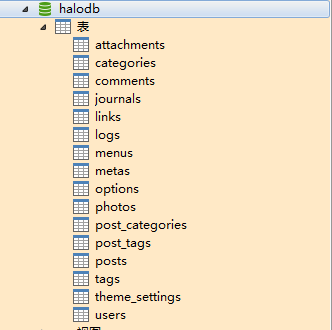 halodb
表
attachments
categories
comments
journals
links
logs
menus
metas
options
photos
post_categories
post_tags
posts
tags
theme_settings
users